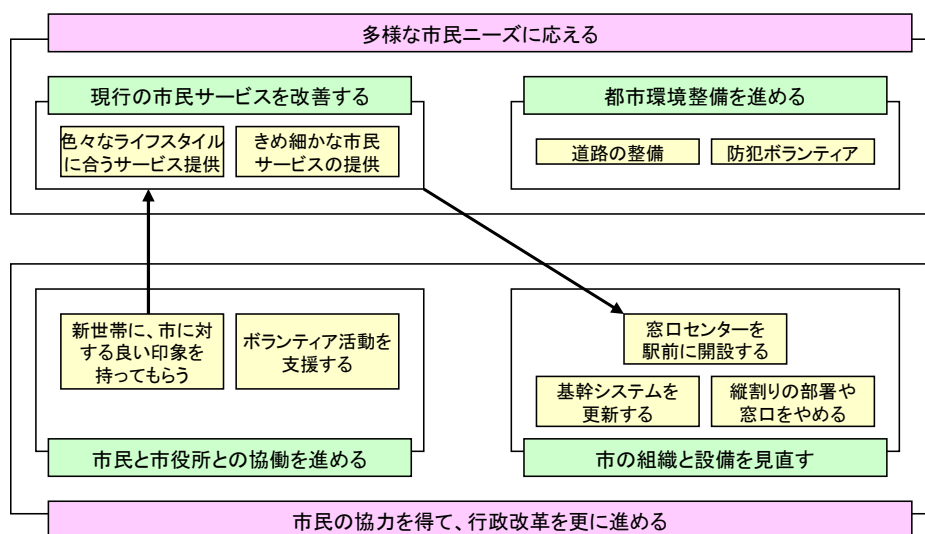 多様な市民ニーズに応える
現行の市民サービスを改善する
色々なライフスタイル
に合うサービス提供
きめ細かな市民
サービスの提供
都市環境整備を進める
道路の整備
防犯ボランティア
新世帯に、市に対
する良い印象を
持ってもらう
ボランティア活動を
支援する
市民と市役所との協働を進める
窓口センターを
駅前に開設する
基幹システムを
更新する
縦割りの部署や
窓口をやめる
市の組織と設備を見直す
市民の協力を得て、行政改革を更に進める